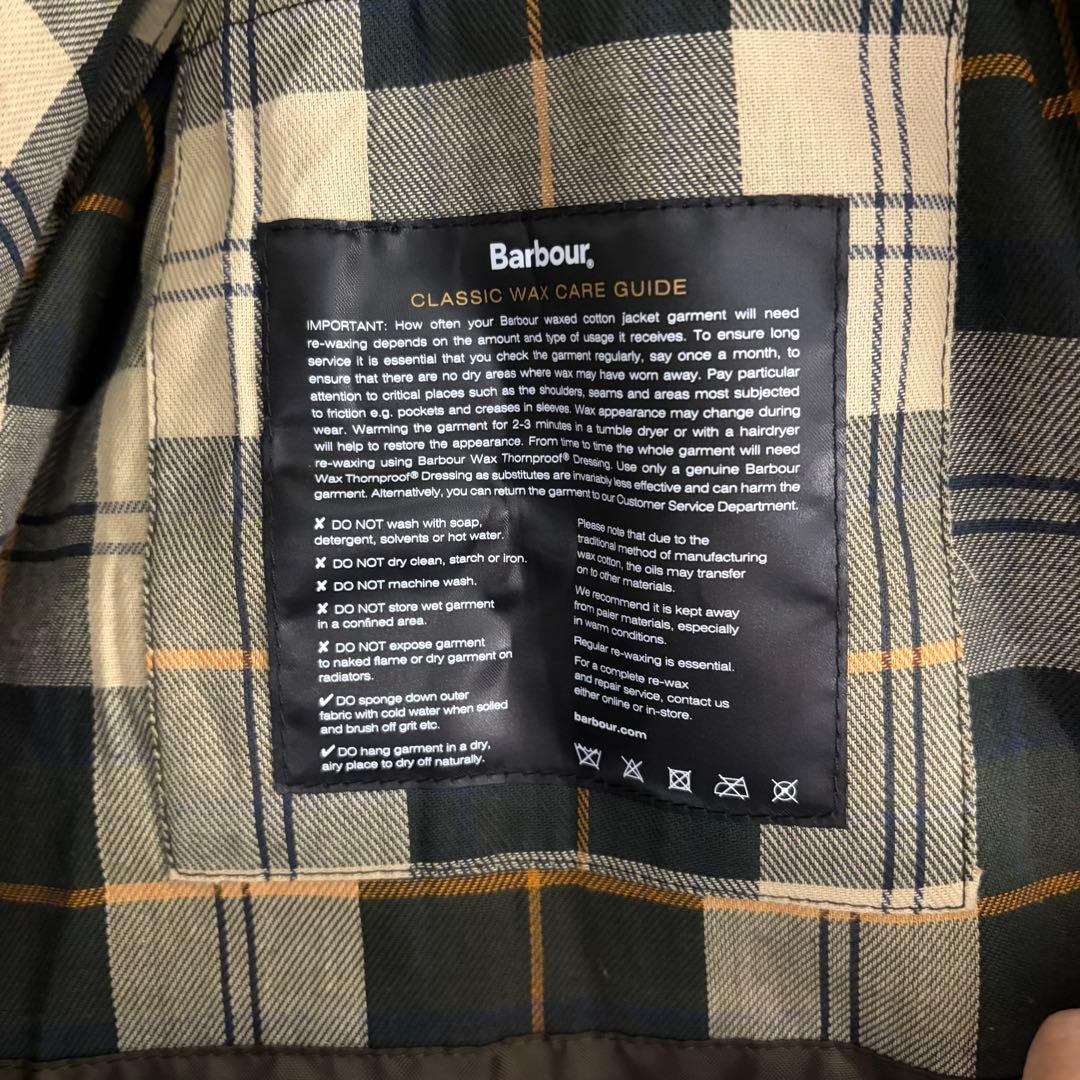 Barbour®
CLASSIC WAX CARE GUIDE
IMPORTANT: How often your Barbour waxed cotton jacket garment will need
re-waxing depends on the amount and type of usage it receives. To ensure long
service it is essential that you check the garment regularly, say once a month, to
ensure that there are no dry areas where wax may have worn away. Pay particular
attention to critical places such as the shoulders, seams and areas most subjected
to friction e.g. pockets and creases in sleeves. Wax appearance may change during
wear. Warming the garment for 2-3 minutes in a tumble dryer or with a hairdryer
will help to restore the appearance. From time to time the whole garment will need
re-waxing using Barbour Wax Thornproof® Dressing. Use only a genuine Barbour
Wax Thornproof® Dressing as substitutes are invariably less effective and can harm the
garment. Alternatively, you can return the garment to our Customer Service Department.
✘ DO NOT wash with soap,
detergent, solvents or hot water.
✘ DO NOT dry clean, starch or iron.
✘ DO NOT machine wash.
✘ DO NOT store wet garment
in a confined area.
✘ DO NOT expose garment
to naked flame or dry garment on
radiators.
✔ DO sponge down outer
fabric with cold water when soiled
and brush off grit etc.
✔ DO hang garment in a dry,
airy place to dry off naturally.
Please note that due to the
traditional method of manufacturing
wax cotton, the oils may transfer
on to other materials.
We recommend it is kept away
from paler materials, especially
in warm conditions.
Regular re-waxing is essential.
For a complete re-wax
and repair service, contact us
either online or in-store.
barbour.com